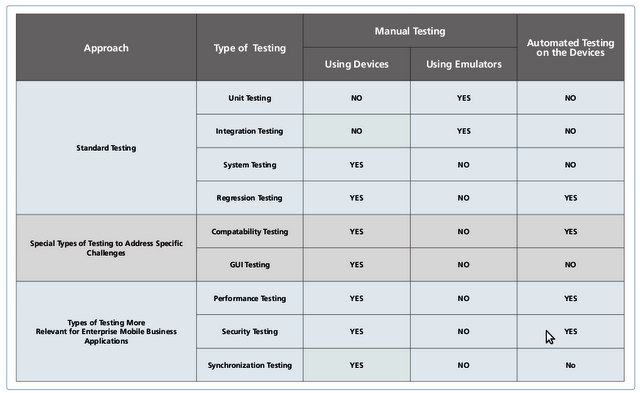 Approach
Type of Testing
Manual Testing
Automated Testing
on the Devices
Using Devices
Using Emulators
Standard Testing
Unit Testing
NO
YES
NO
Integration Testing
NO
YES
NO
System Testing
YES
NO
NO
Regression Testing
YES
NO
YES
Special Types of Testing to Address Specific
Challenges
Compatability Testing
YES
NO
YES
GUI Testing
YES
NO
NO
Types of Testing More
Relevant for Enterprise Mobile Business
Applications
Performance Testing
YES
NO
YES
Security Testing
YES
NO
YES
Synchronization Testing
YES
NO
No